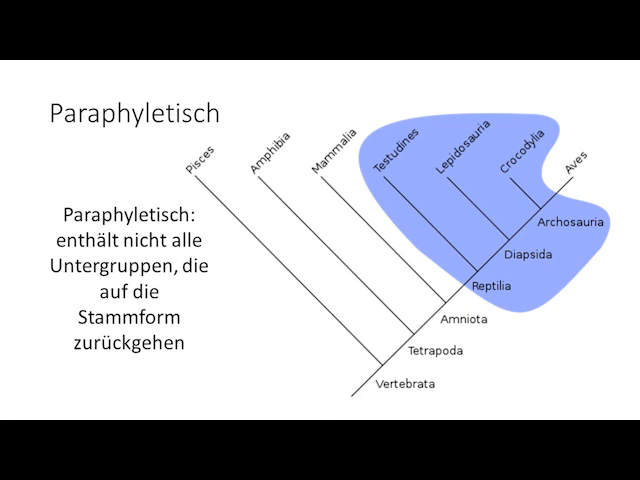 Paraphyletisch
Paraphyletisch:
enthält nicht alle
Untergruppen, die
auf die
Stammform
zurückgehen
Pisces
Amphibia
Mammalia
Testudines
Lepidosauria
Crocodylia
Aves
Archosauria
Diapsida
Reptilia
Amniota
Tetrapoda
Vertebrata